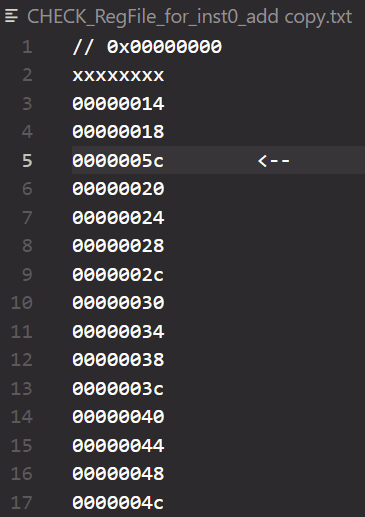 CHECK_RegFile_for_inst0_add copy.txt
1 // 0x00000000
2 xxxxxxxx
3 00000014
4 00000018
5 0000005c <--
6 00000020
7 00000024
8 00000028
9 0000002c
10 00000030
11 00000034
12 00000038
13 0000003c
14 00000040
15 00000044
16 00000048
17 0000004c